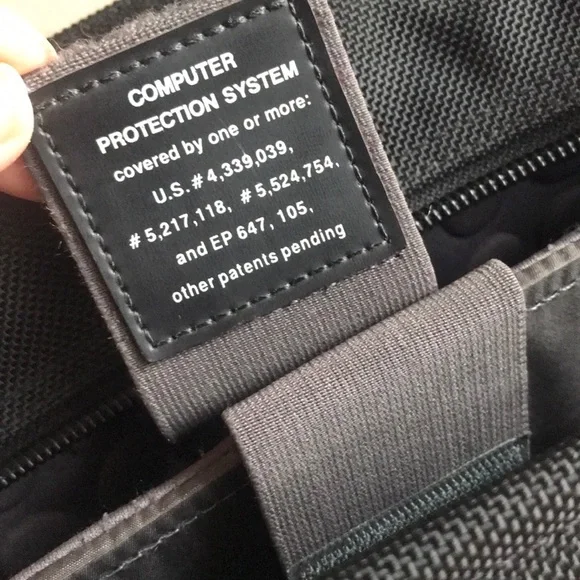 COMPUTER
PROTECTION SYSTEM
covered by one or more:
U.S. #4,339,039,
#5,217,118, #5,524,754,
and EP 647, 105,
other patents pending